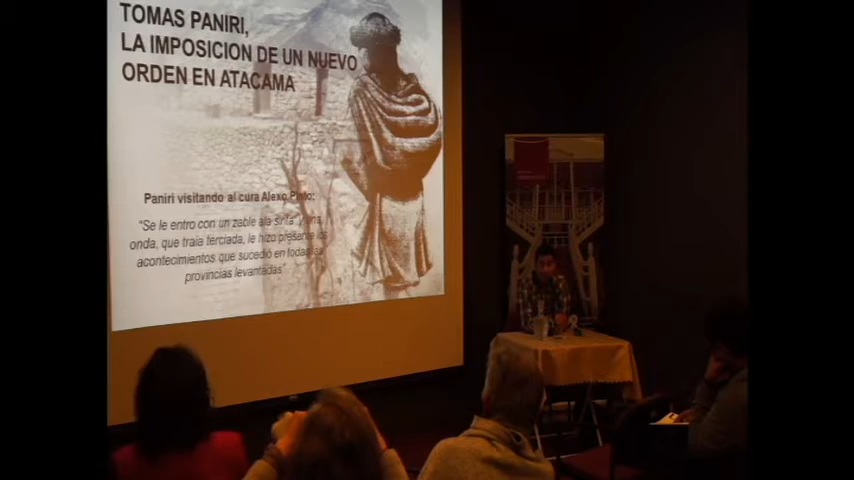 TOMAS PANIRI,
LA IMPOSICION DE UN NUEVO
ORDEN EN ATACAMA
Paniri visitando al cura Alexo Pinto:
"Se le entro con un zable ala sinta" y una
onda, que traia terciada, le hizo presente los
acontecimientos que sucedió en todas las
provincias levantadas"